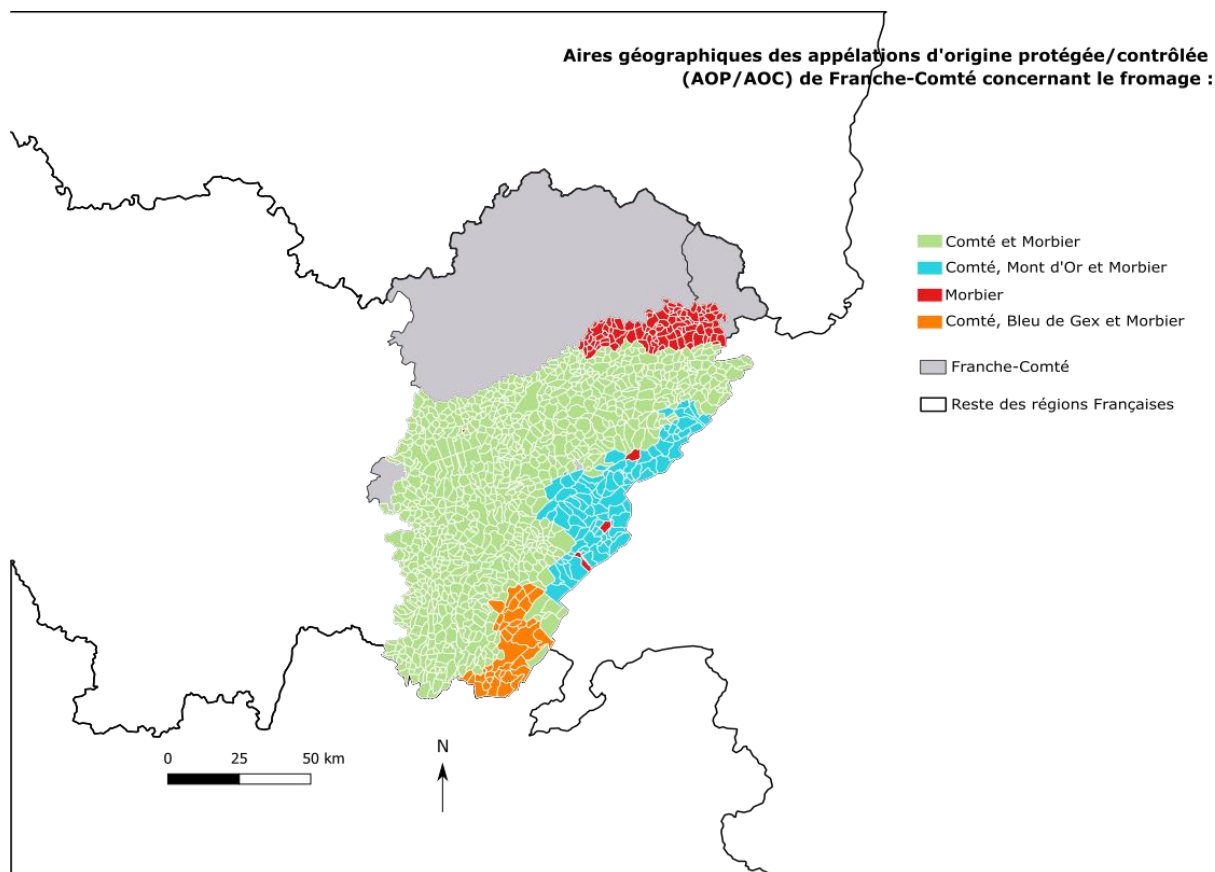 Aires géographiques des appélations d'origine protégée/contrôlée
(AOP/AOC) de Franche-Comté concernant le fromage :
Comté et Morbier
Comté, Mont d'Or et Morbier
Morbier
Comté, Bleu de Gex et Morbier
Franche-Comté
Reste des régions Françaises
0 25 50 km
N